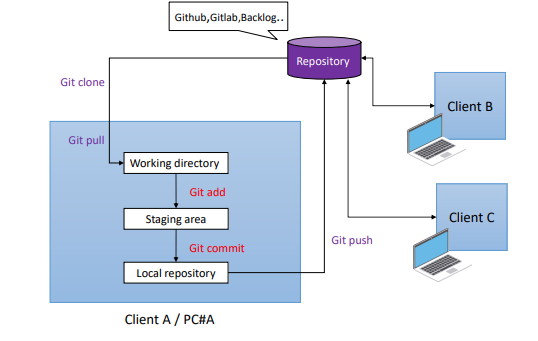 Github,Gitlab,Backlog..
Repository
Git clone
Client B
Git pull
Working directory
Git add
Staging area
Client C
Git push
Git commit
Local repository
Client A / PC#A